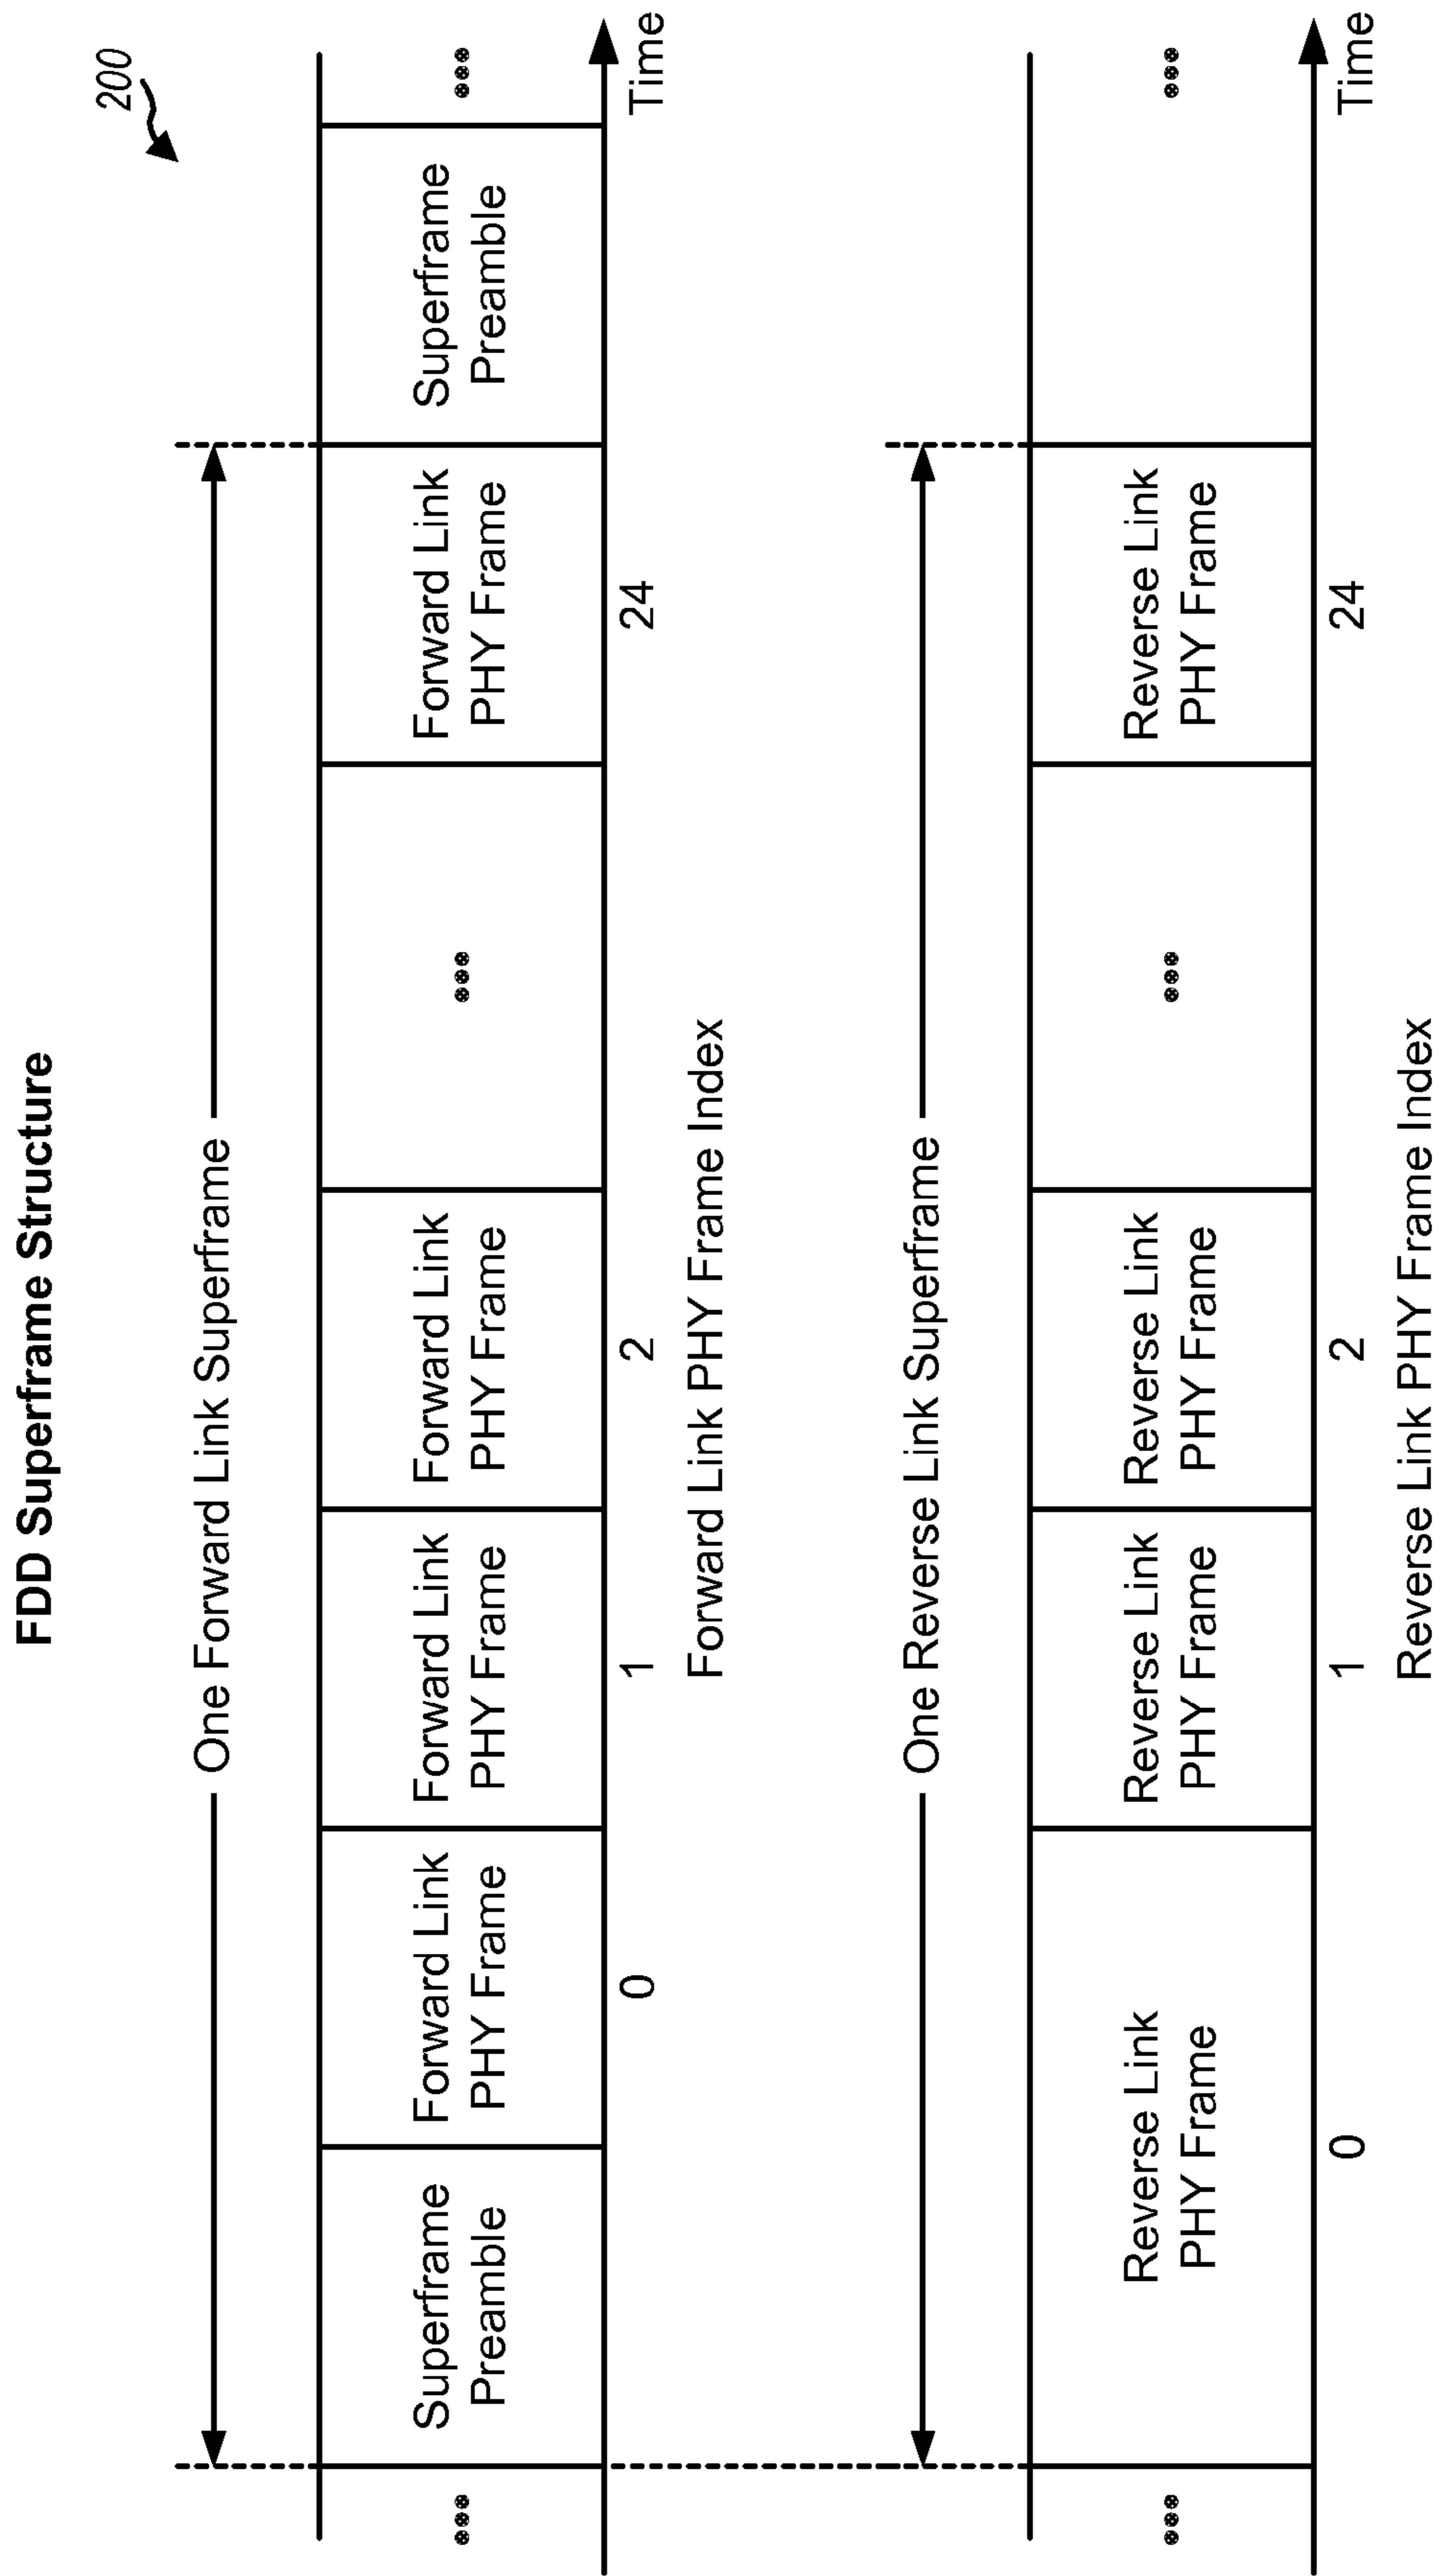 FDD Superframe Structure
200
One Forward Link Superframe
Superframe
Preamble
Forward Link
PHY Frame
Forward Link
PHY Frame
Forward Link
PHY Frame
Forward Link
PHY Frame
Superframe
Preamble
0
1
2
24
Time
Forward Link PHY Frame Index
One Reverse Link Superframe
Reverse Link
PHY Frame
Reverse Link
PHY Frame
Reverse Link
PHY Frame
Reverse Link
PHY Frame
0
1
2
24
Time
Reverse Link PHY Frame Index